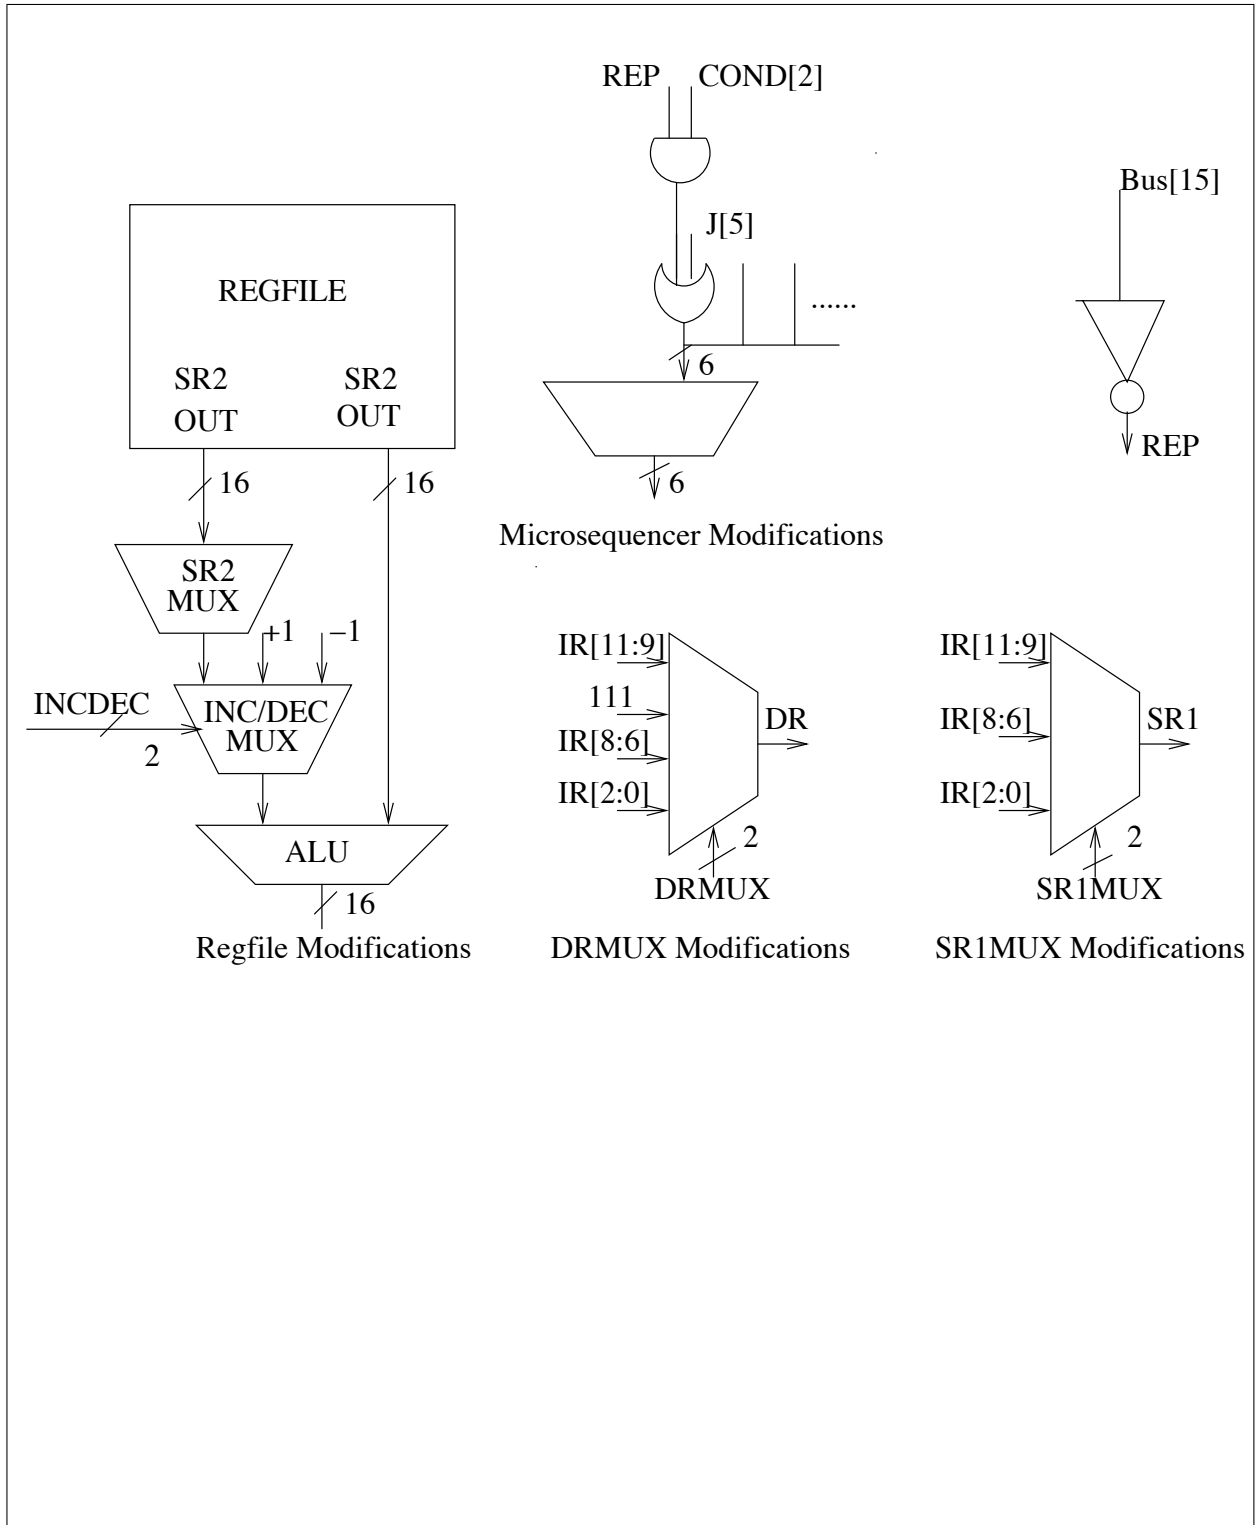 REP COND[2]
Bus[15]
J[5]
REGFILE
......
SR2 OUT
SR2 OUT
6
REP
16
16
6
Microsequencer Modifications
SR2 MUX
+1
−1
INCDEC
2
INC/DEC MUX
ALU
16
Regfile Modifications
IR[11:9]
111
IR[8:6]
IR[2:0]
DR
2
DRMUX
DRMUX Modifications
IR[11:9]
IR[8:6]
IR[2:0]
SR1
2
SR1MUX
SR1MUX Modifications